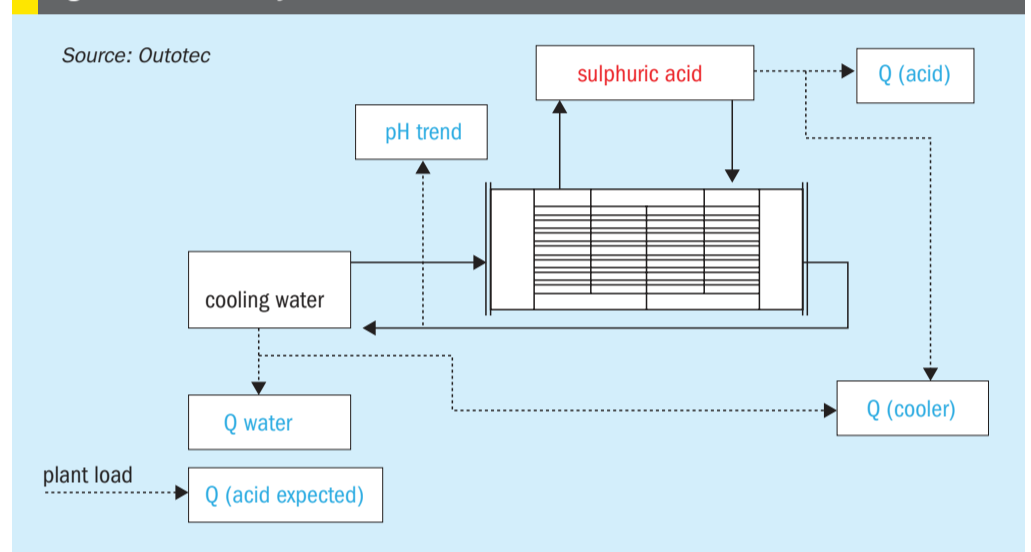 Source: Outotec
sulphuric acid
Q (acid)
pH trend
cooling water
Q water
Q (cooler)
plant load
Q (acid expected)